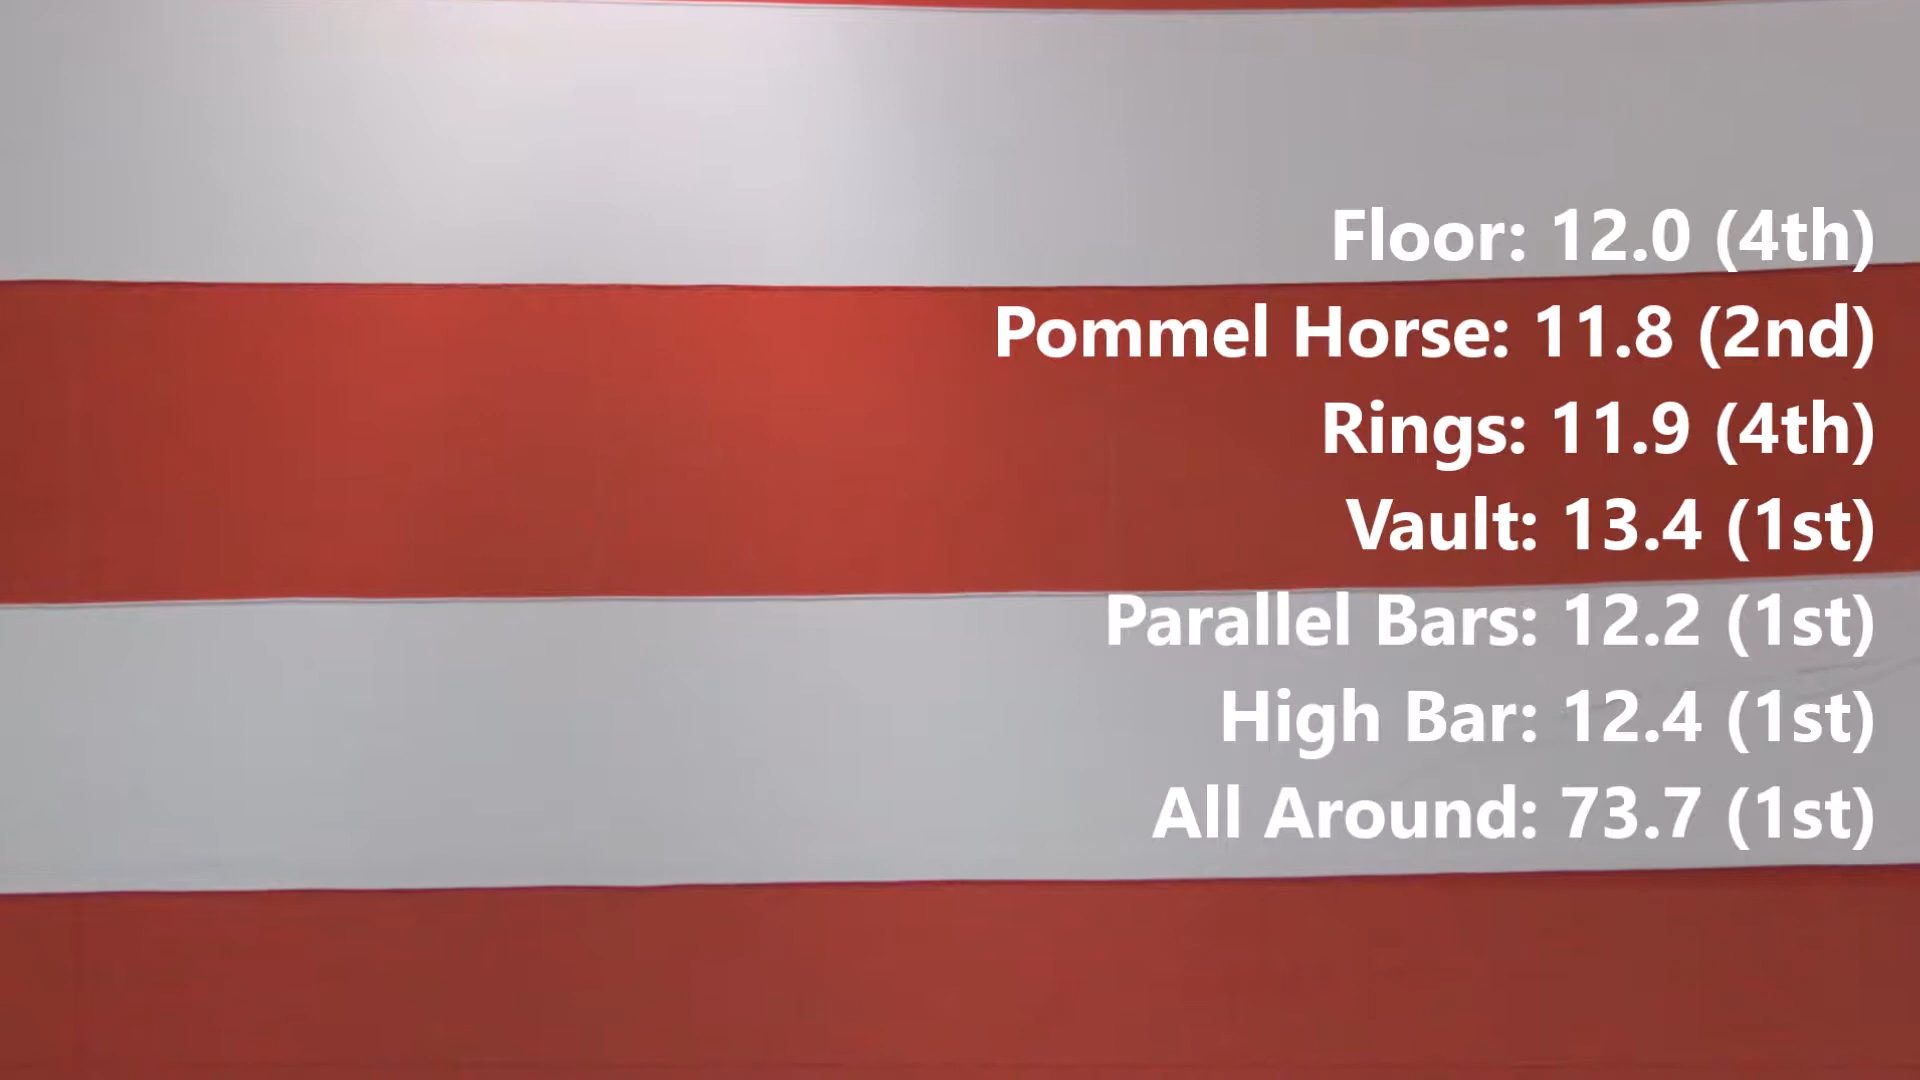 Floor: 12.0 (4th)
Pommel Horse: 11.8 (2nd)
Rings: 11.9 (4th)
Vault: 13.4 (1st)
Parallel Bars: 12.2 (1st)
High Bar: 12.4 (1st)
All Around: 73.7 (1st)